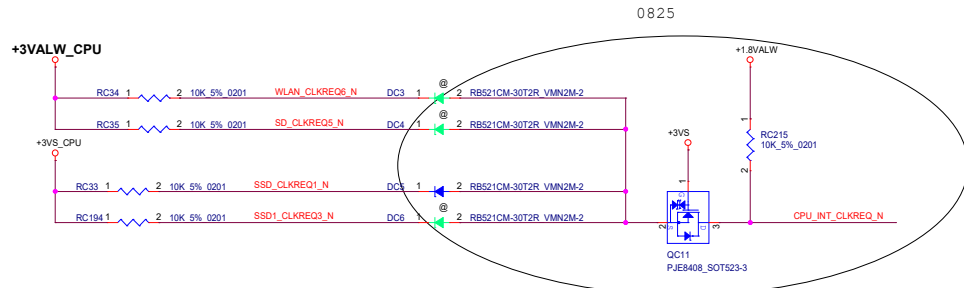 0825
+3VALW_CPU
+1.8VALW
@
RC34 1 2 10K_5%_0201 WLAN_CLKREQ6_N DC3 1 2 RB521CM-30T2R_VMN2M-2
@
RC35 1 2 10K_5%_0201 SD_CLKREQ5_N DC4 1 2 RB521CM-30T2R_VMN2M-2
+3VS_CPU
+3VS
1
RC215
10K_5%_0201
2
RC33 1 2 10K_5%_0201 SSD_CLKREQ1_N DC5 1 2 RB521CM-30T2R_VMN2M-2
1
G
@
RC194 1 2 10K_5%_0201 SSD1_CLKREQ3_N DC6 1 2 RB521CM-30T2R_VMN2M-2
2 S D 3 CPU_INT_CLKREQ_N
QC11
PJE8408_SOT523-3